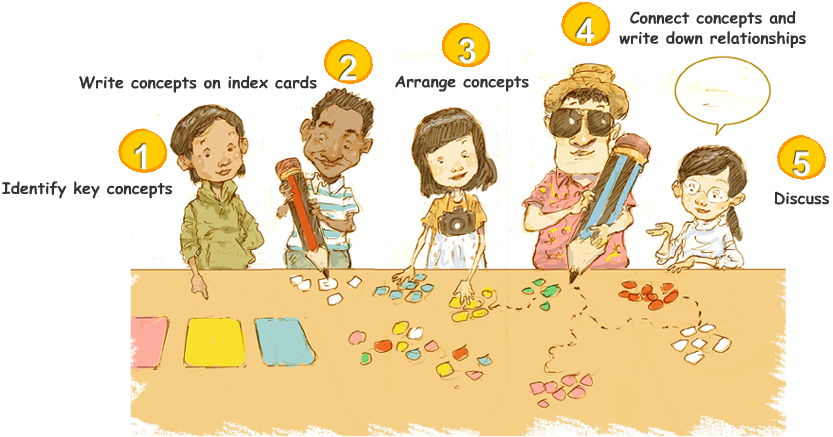 1
Identify key concepts
2
Write concepts on index cards
3
Arrange concepts
4
Connect concepts and
write down relationships
5
Discuss